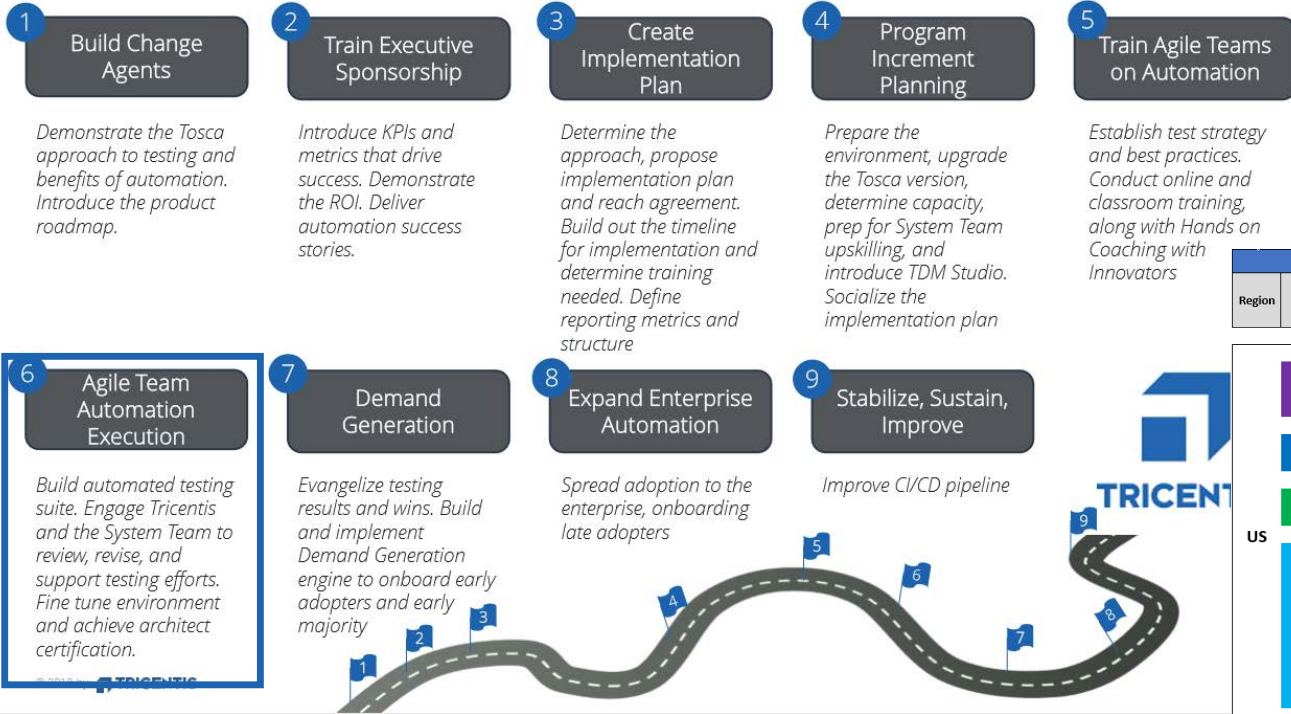 1
Build Change
Agents
Demonstrate the Tosca
approach to testing and
benefits of automation.
Introduce the product
roadmap.
2
Train Executive
Sponsorship
Introduce KPIs and
metrics that drive
success. Demonstrate
the ROI. Deliver
automation success
stories.
3
Create
Implementation
Plan
Determine the
approach, propose
implementation plan
and reach agreement.
Build out the timeline
for implementation and
determine training
needed. Define
reporting metrics and
structure
4
Program
Increment
Planning
Prepare the
environment, upgrade
the Tosca version,
determine capacity,
prep for System Team
upskilling, and
introduce TDM Studio.
Socialize the
implementation plan
5
Train Agile Teams
on Automation
Establish test strategy
and best practices.
Conduct online and
classroom training,
along with Hands on
Coaching with
Innovators
Region
6
Agile Team
Automation
Execution
Build automated testing
suite. Engage Tricentis
and the System Team to
review, revise, and
support testing efforts.
Fine tune environment
and achieve architect
certification.
TRICENTIS
7
Demand
Generation
Evangelize testing
results and wins. Build
and implement
Demand Generation
engine to onboard early
adopters and early
majority
8
Expand Enterprise
Automation
Spread adoption to the
enterprise, onboarding
late adopters
9
Stabilize, Sustain,
Improve
Improve CI/CD pipeline
TRICENT
US
1
2
3
4
5
6
7
8
9